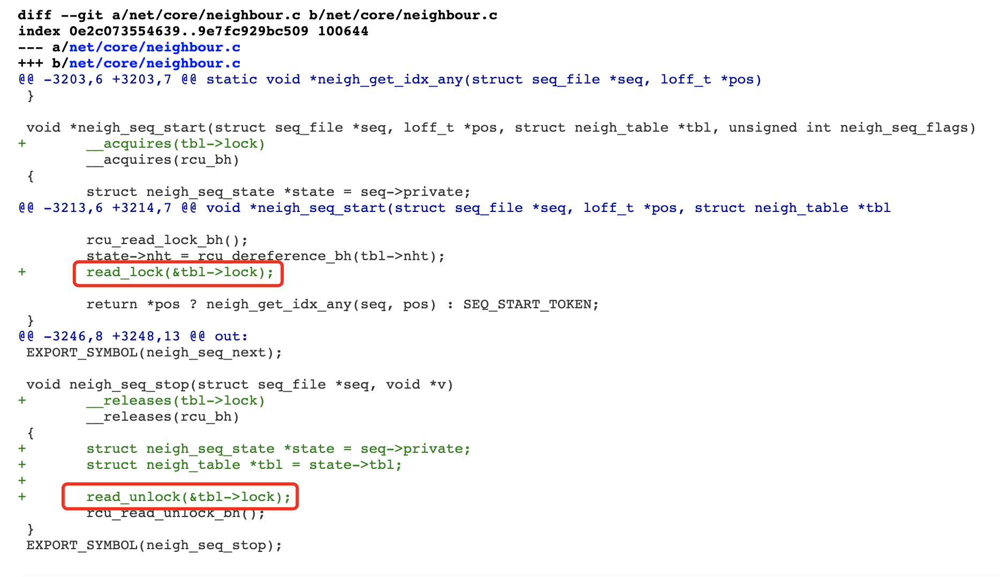 diff --git a/net/core/neighbour.c b/net/core/neighbour.c
index 0e2c073554639..9e7fc929bc509 100644
--- a/net/core/neighbour.c
+++ b/net/core/neighbour.c
@@ -3203,6 +3203,7 @@ static void *neigh_get_idx_any(struct seq_file *seq, loff_t *pos)
 }

 void *neigh_seq_start(struct seq_file *seq, loff_t *pos, struct neigh_table *tbl, unsigned int neigh_seq_flags)
+       __acquires(tbl->lock)
        __acquires(rcu_bh)
 {
        struct neigh_seq_state *state = seq->private;
@@ -3213,6 +3214,7 @@ void *neigh_seq_start(struct seq_file *seq, loff_t *pos, struct neigh_table *tbl

        rcu_read_lock_bh();
        state->nht = rcu_dereference_bh(tbl->nht);
+       read_lock(&tbl->lock);

        return *pos ? neigh_get_idx_any(seq, pos) : SEQ_START_TOKEN;
 }
@@ -3246,8 +3248,13 @@ out:
 EXPORT_SYMBOL(neigh_seq_next);

 void neigh_seq_stop(struct seq_file *seq, void *v)
+       __releases(tbl->lock)
        __releases(rcu_bh)
 {
+       struct neigh_seq_state *state = seq->private;
+       struct neigh_table *tbl = state->tbl;
+
+       read_unlock(&tbl->lock);
        rcu_read_unlock_bh();
 }
 EXPORT_SYMBOL(neigh_seq_stop);